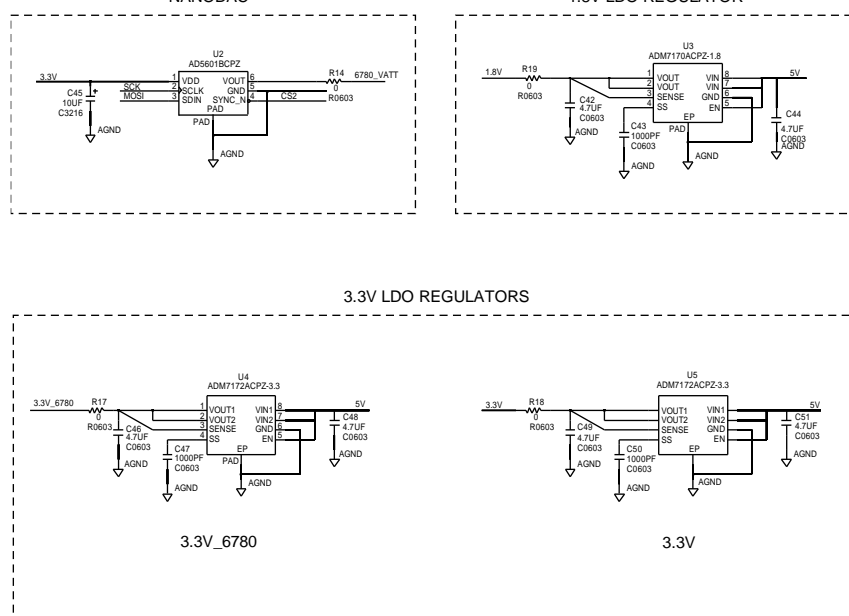 NANODAC
1.8V LDO REGULATOR
U2
AD5601BCPZ
3.3V
C45
10UF
C3216
+
AGND
SCK
MOSI
1
2
3
VDD
SCLK
SDIN
VOUT
GND
SYNC_N
PAD
PAD
6
5
4
CS2
R14
0
R0603
6780_VATT
AGND
U3
ADM7170ACPZ-1.8
1.8V
R19
0
R0603
C42
4.7UF
C0603
AGND
C43
1000PF
C0603
AGND
1
2
3
4
VOUT
VOUT
SENSE
SS
VIN
VIN
GND
EN
EP
PAD
8
7
6
5
5V
C44
4.7UF
C0603
AGND
AGND
3.3V LDO REGULATORS
U4
ADM7172ACPZ-3.3
3.3V_6780
R17
0
R0603
C46
4.7UF
C0603
AGND
C47
1000PF
C0603
AGND
1
2
3
4
VOUT1
VOUT2
SENSE
SS
VIN1
VIN2
GND
EN
EP
PAD
8
7
6
5
5V
C48
4.7UF
C0603
AGND
AGND
3.3V_6780
U5
ADM7172ACPZ-3.3
3.3V
R18
0
R0603
C49
4.7UF
C0603
AGND
C50
1000PF
C0603
AGND
VOUT1
VOUT2
SENSE
SS
VIN1
VIN2
GND
EN
EP
5V
C51
4.7UF
C0603
AGND
AGND
3.3V